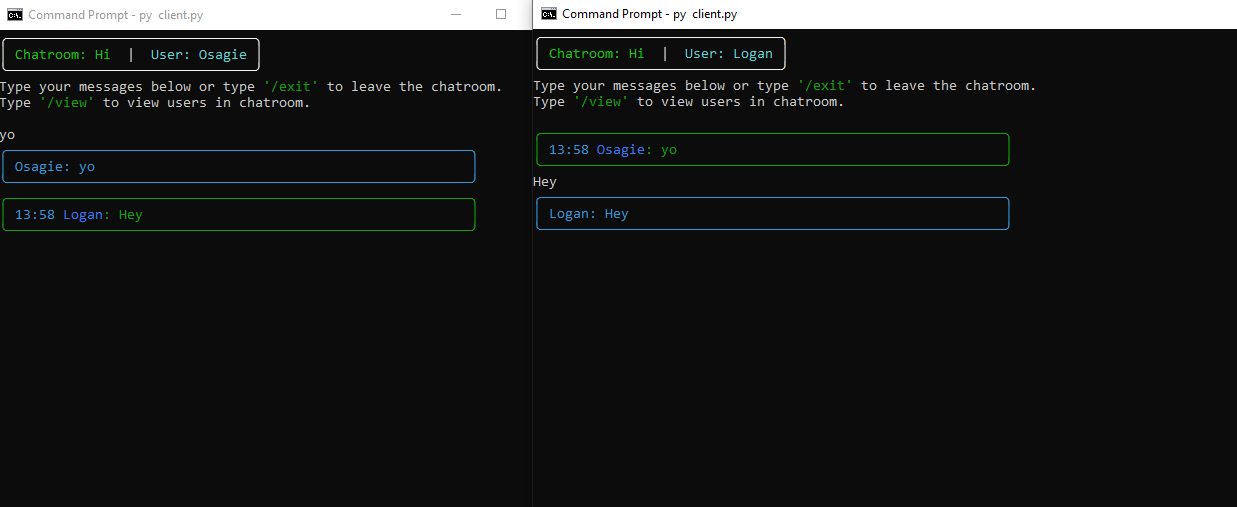 Command Prompt - py  client.py
Chatroom: Hi  |  User: Osagie
Type your messages below or type '/exit' to leave the chatroom.
Type '/view' to view users in chatroom.
yo
Osagie: yo
13:58 Logan: Hey
Command Prompt - py  client.py
Chatroom: Hi  |  User: Logan
Type your messages below or type '/exit' to leave the chatroom.
Type '/view' to view users in chatroom.
13:58 Osagie: yo
Hey
Logan: Hey